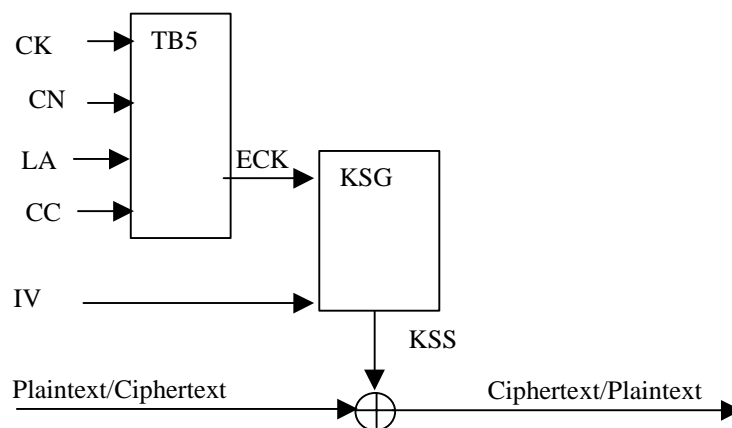 CK
TB5
CN
LA
ECK
KSG
CC
IV
KSS
Plaintext/Ciphertext
Ciphertext/Plaintext